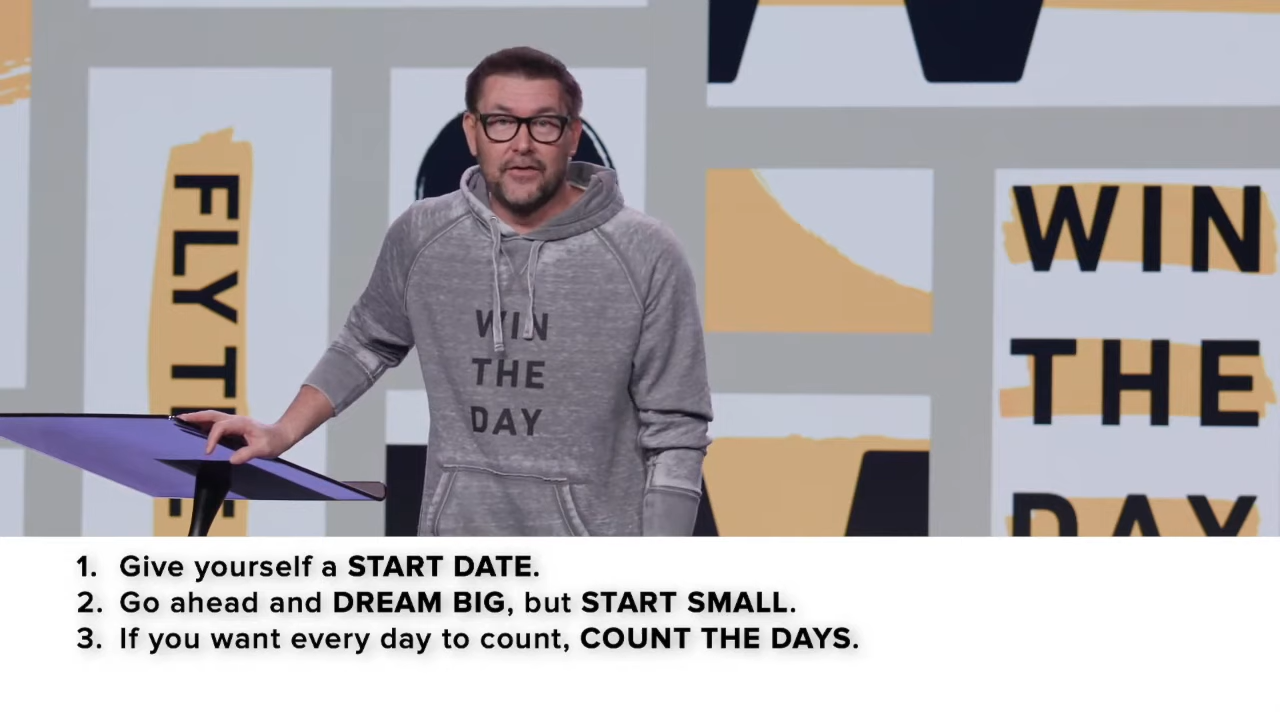 FLY THE
WIN
THE
DAY
WIN
THE
DAY
1. Give yourself a START DATE.
2. Go ahead and DREAM BIG, but START SMALL.
3. If you want every day to count, COUNT THE DAYS.